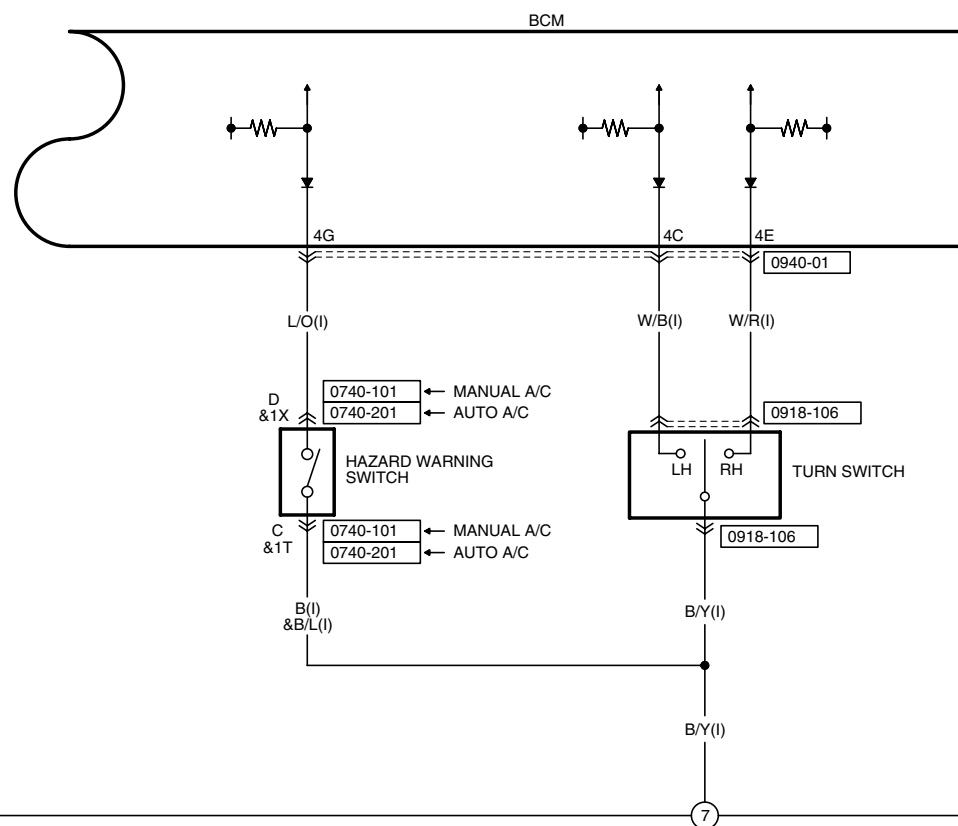 BCM
4G
4C
4E
0940-01
L/O(I)
W/B(I)
W/R(I)
D
&1X
0740-101
MANUAL A/C
0740-201
AUTO A/C
0918-106
HAZARD WARNING
SWITCH
LH
RH
TURN SWITCH
C
&1T
0740-101
MANUAL A/C
0740-201
AUTO A/C
0918-106
B(I)
&B/L(I)
B/Y(I)
B/Y(I)
7